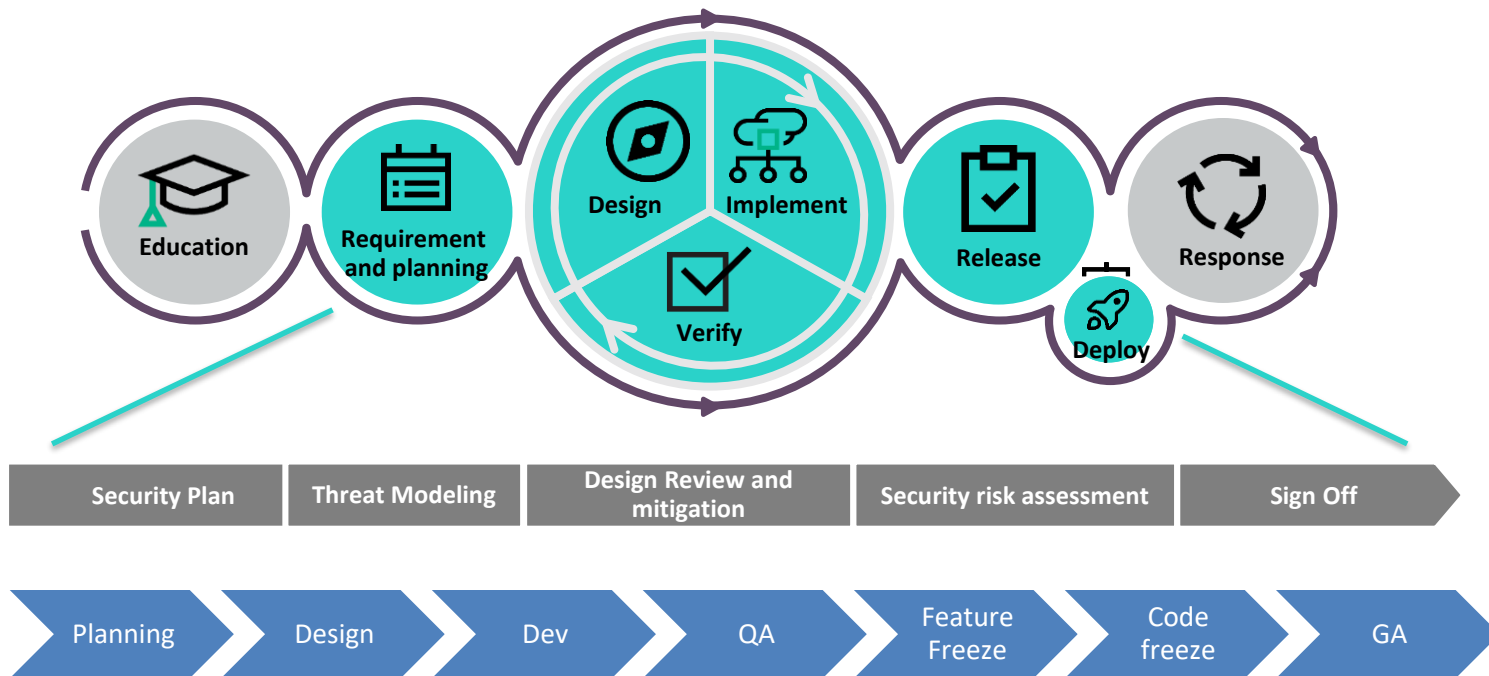 Education
Requirement
and planning
Design
Implement
Verify
Release
Deploy
Response
Security Plan
Threat Modeling
Design Review and
mitigation
Security risk assessment
Sign Off
Planning
Design
Dev
QA
Feature
Freeze
Code
freeze
GA